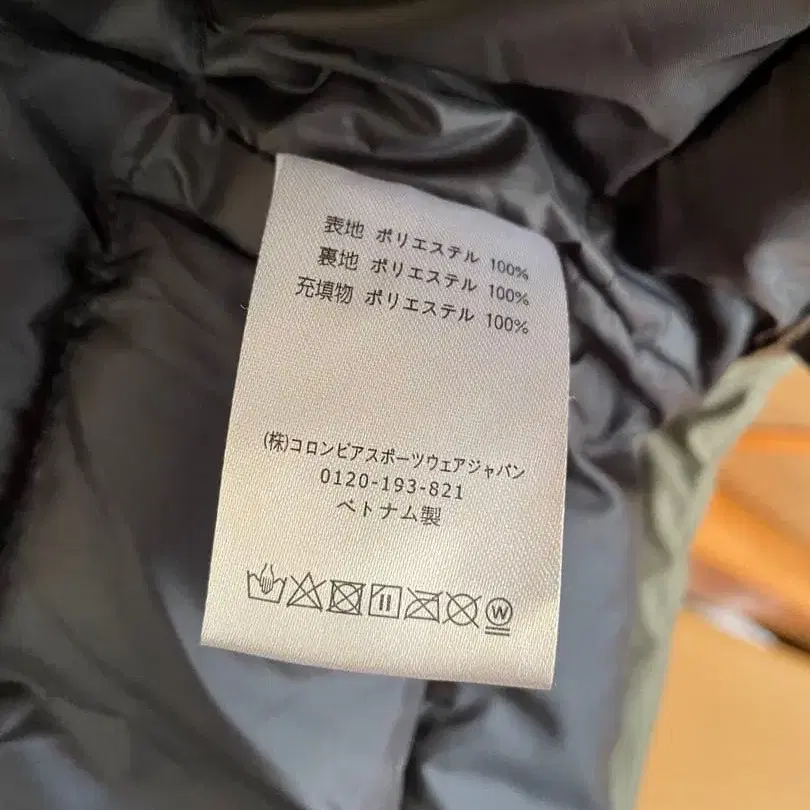 表地 ポリエステル 100%
裏地 ポリエステル 100%
充填物 ポリエステル 100%
(株)コロンビアスポーツウェアジャパン
0120-193-821
ベトナム製
W